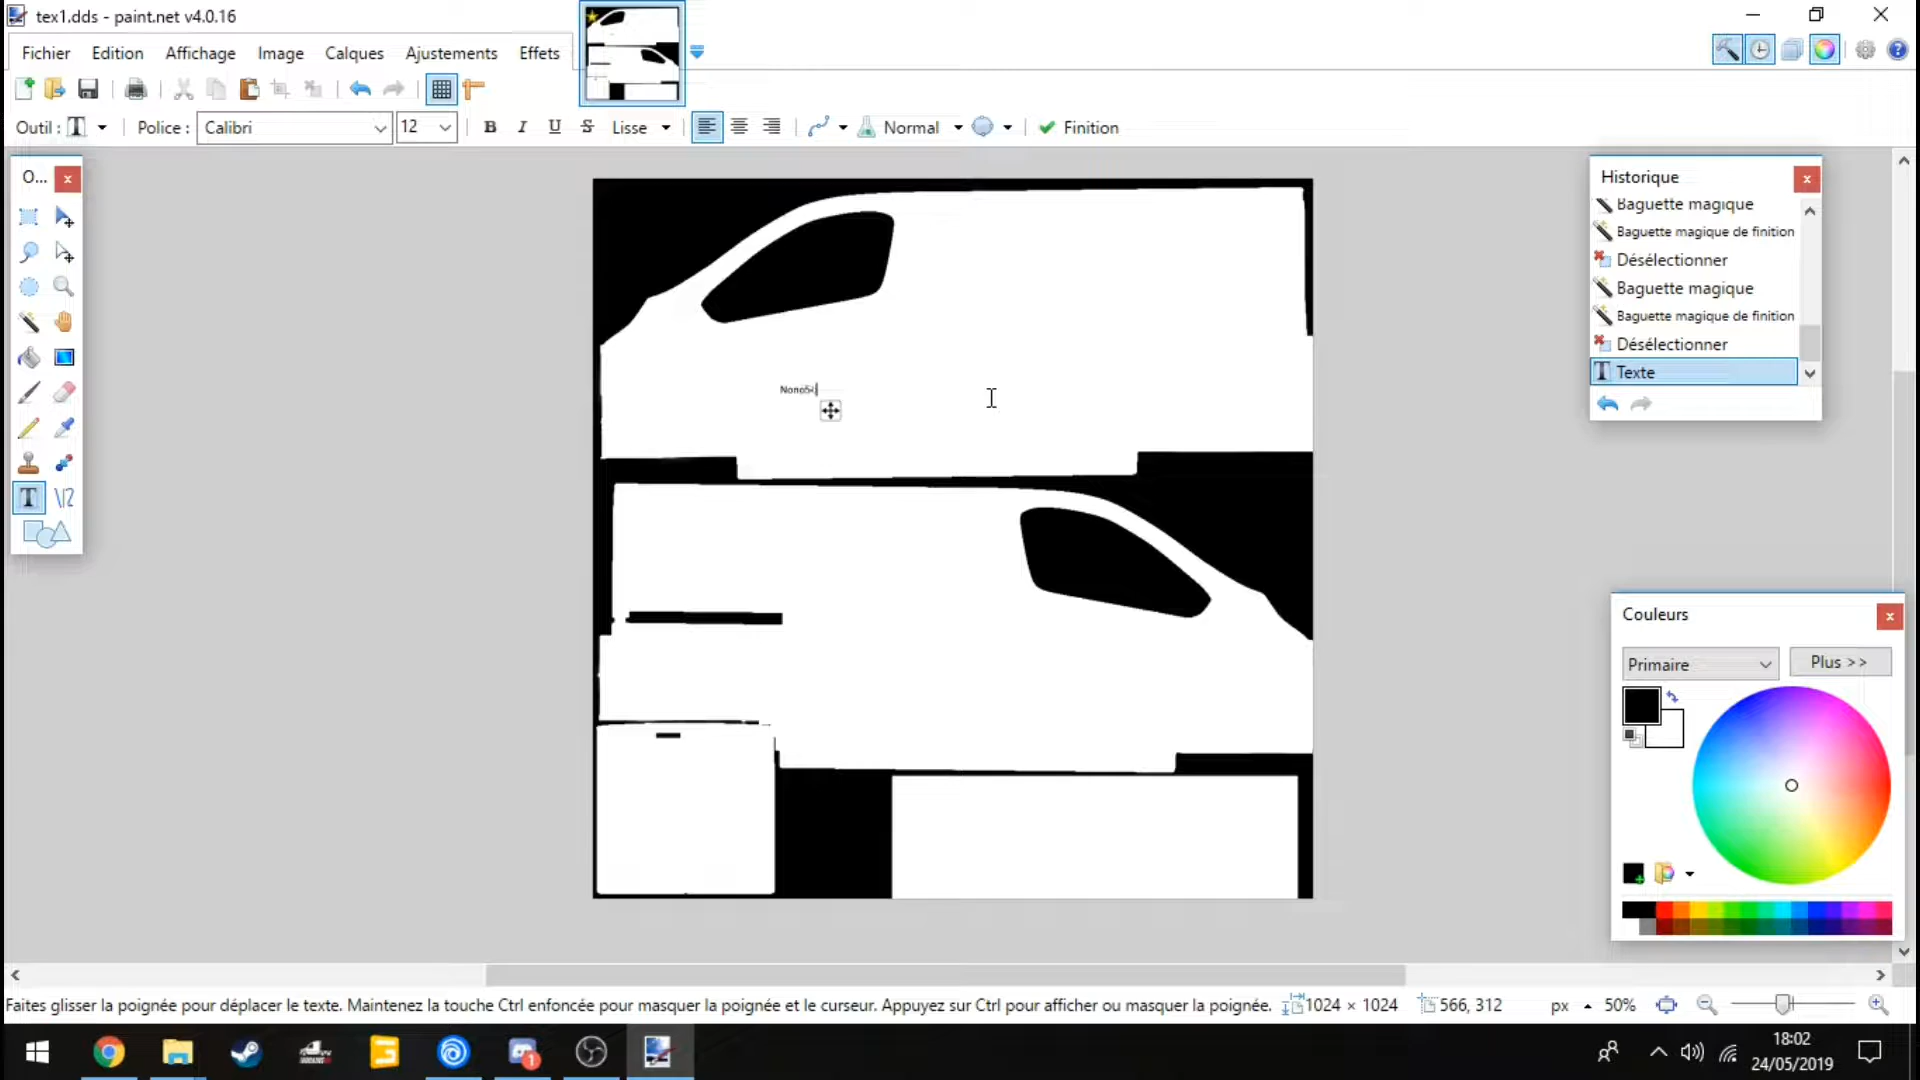 tex1.dds - paint.net v4.0.16
Fichier Edition Affichage Image Calques Ajustements Effets
Outil : T Police : Calibri 12 B I U S Lisse Normal Finition
O...
Historique
Baguette magique
Baguette magique de finition
Désélectionner
Baguette magique
Baguette magique de finition
Désélectionner
Texte
Couleurs
Primaire Plus >>
Faites glisser la poignée pour déplacer le texte. Maintenez la touche Ctrl enfoncée pour masquer la poignée et le curseur. Appuyez sur Ctrl pour afficher ou masquer la poignée. 1024 × 1024 566, 312 px 50%
18:02
24/05/2019